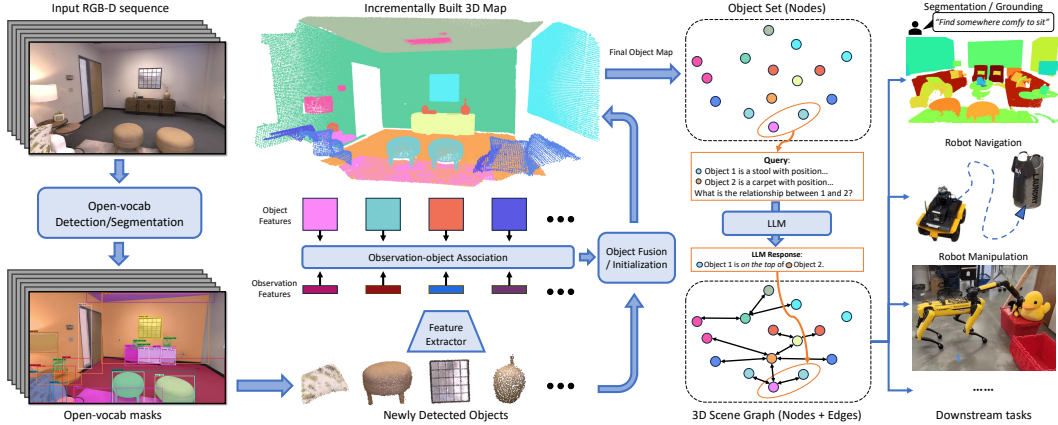 Input RGB-D sequence
Open-vocab
Detection/Segmentation
Open-vocab masks
Incrementally Built 3D Map
Object
Features
Observation-object Association
Observation
Features
Feature
Extractor
Newly Detected Objects
Object Fusion
/ Initialization
Final Object Map
Object Set (Nodes)
Query:
Object 1 is a stool with position...
Object 2 is a carpet with position...
What is the relationship between 1 and 2?
LLM
LLM Response:
Object 1 is on the top of Object 2.
3D Scene Graph (Nodes + Edges)
Segmentation / Grounding
"Find somewhere comfy to sit"
Robot Navigation
Robot Manipulation
......
Downstream tasks